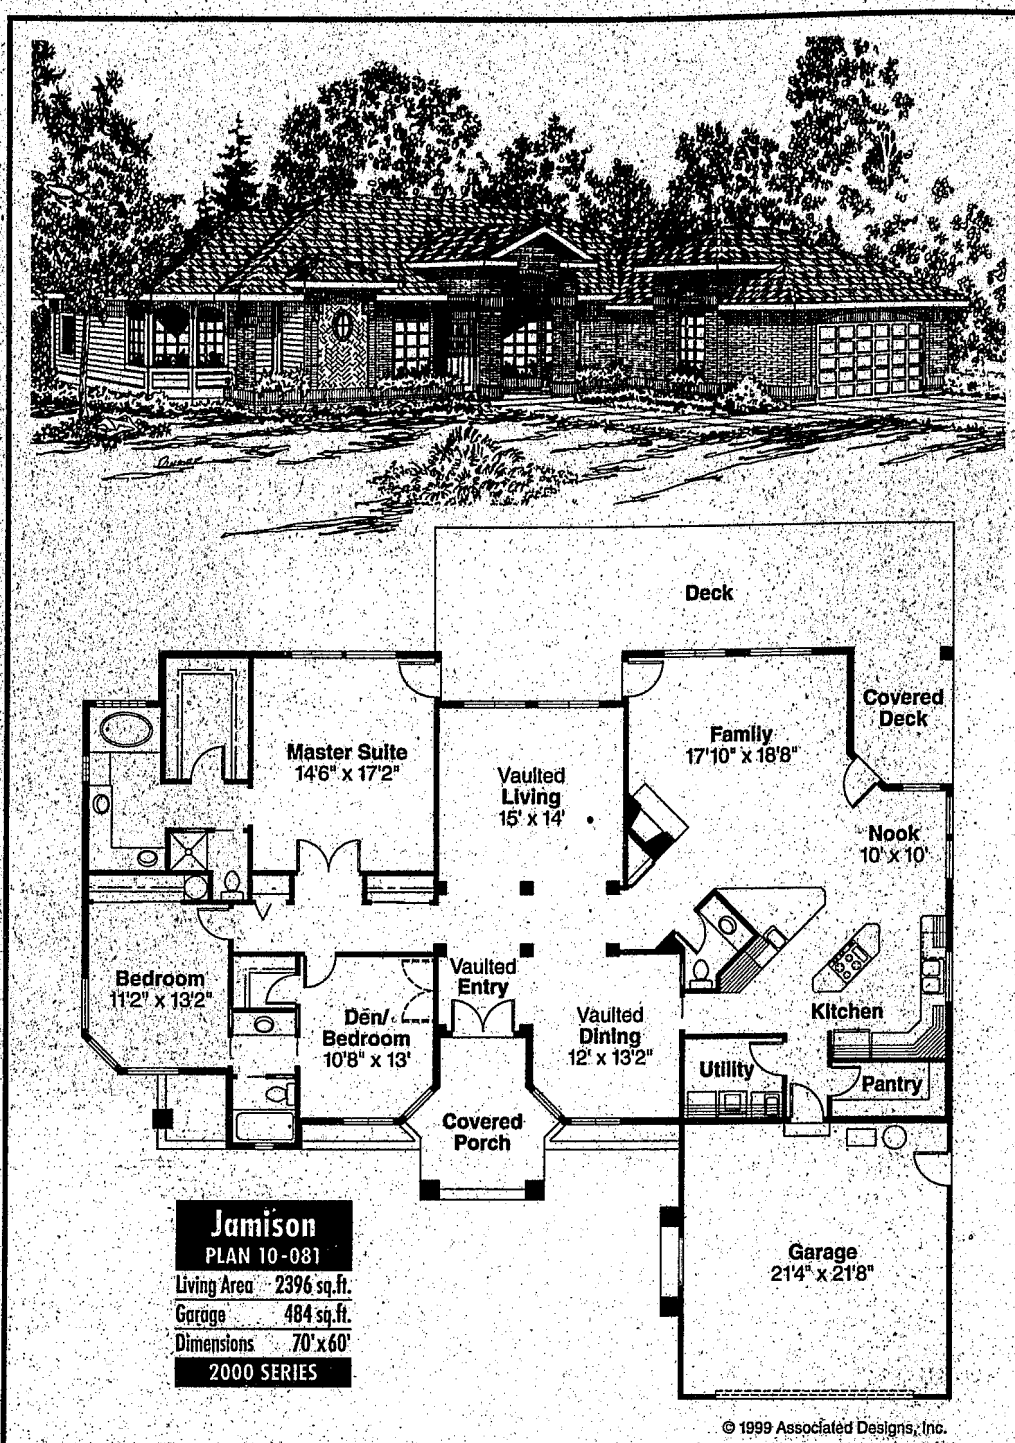 Deck
Covered
Deck
Family
17'10" x 18'8"
Master Suite
14'6" x 17'2"
Vaulted
Living
15' x 14'
Nook
10' x 10'
Bedroom
11'2" x 13'2"
Vaulted
Entry
Den/
Bedroom
10'8" x 13'
Vaulted
Dining
12' x 13'2"
Kitchen
Utility
Pantry
Covered
Porch
Garage
21'4" x 21'8"
Jamison
PLAN 10-081
Living Area 2396 sq.ft.
Garage 484 sq.ft.
Dimensions 70'x60'
2000 SERIES
© 1999 Associated Designs, Inc.